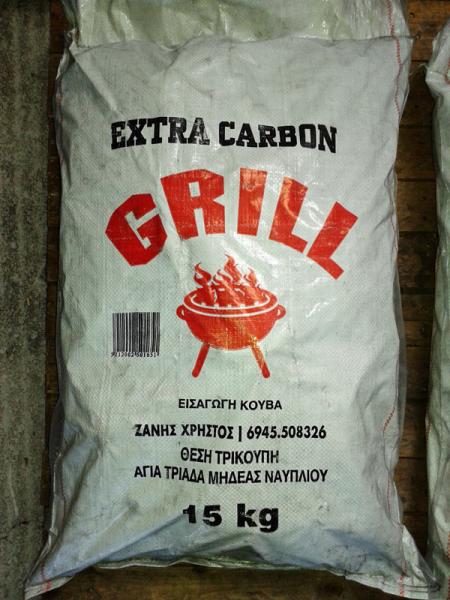 EXTRA CARBON
GRILL
ΕΙΣΑΓΩΓΗ ΚΟΥΒΑ
ΖΑΝΗΣ ΧΡΗΣΤΟΣ | 6945.508326
ΘΕΣΗ ΤΡΙΚΟΥΠΗ
ΑΓΙΑ ΤΡΙΑΔΑ ΜΗΔΕΑΣ ΝΑΥΠΛΙΟΥ
15 kg